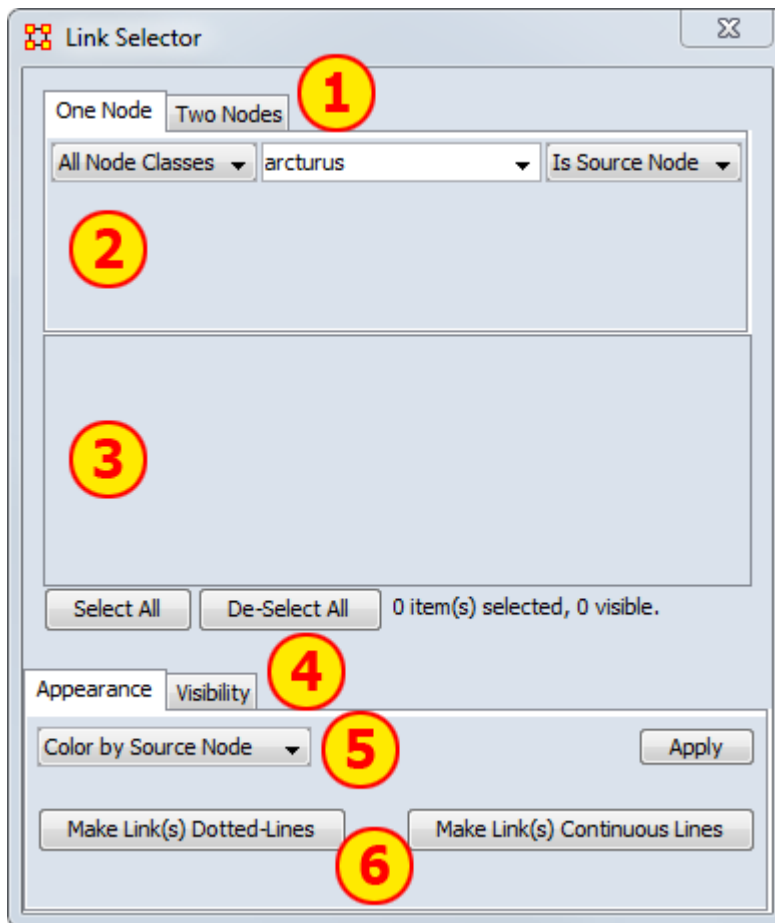 Link Selector
1
One Node Two Nodes
All Node Classes arcturus Is Source Node
2
3
Select All De-Select All 0 item(s) selected, 0 visible.
4
Appearance Visibility
Color by Source Node 5 Apply
Make Link(s) Dotted-Lines Make Link(s) Continuous Lines
6